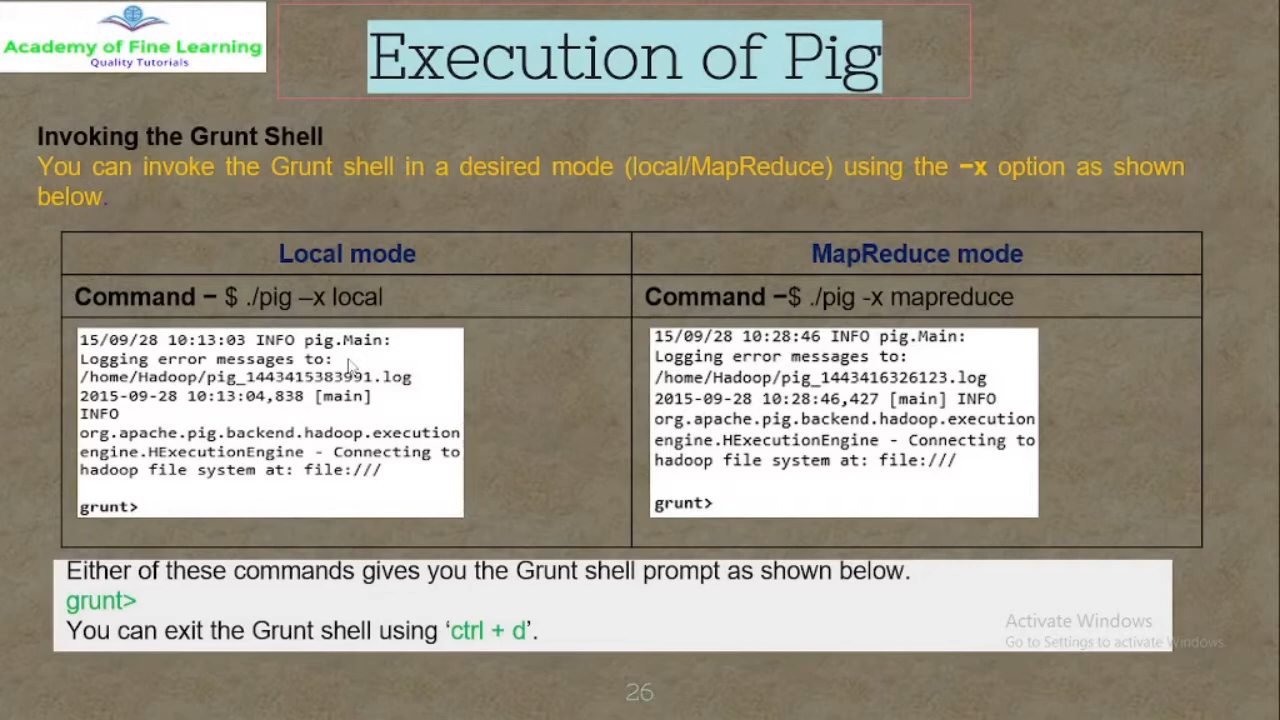 Academy of Fine Learning
Quality Tutorials
Execution of Pig
Invoking the Grunt Shell
You can invoke the Grunt shell in a desired mode (local/MapReduce) using the −x option as shown
below.
Local mode
MapReduce mode
Command − $ ./pig –x local
Command −$ ./pig -x mapreduce
15/09/28 10:13:03 INFO pig.Main:
Logging error messages to:
/home/Hadoop/pig_1443415383991.log
2015-09-28 10:13:04,838 [main]
INFO
org.apache.pig.backend.hadoop.execution
engine.HExecutionEngine - Connecting to
hadoop file system at: file:///
grunt>
15/09/28 10:28:46 INFO pig.Main:
Logging error messages to:
/home/Hadoop/pig_1443416326123.log
2015-09-28 10:28:46,427 [main] INFO
org.apache.pig.backend.hadoop.execution
engine.HExecutionEngine - Connecting to
hadoop file system at: file:///
grunt>
Either of these commands gives you the Grunt shell prompt as shown below.
grunt>
You can exit the Grunt shell using ‘ctrl + d’.
Activate Windows
Go to Settings to activate Windows.
26